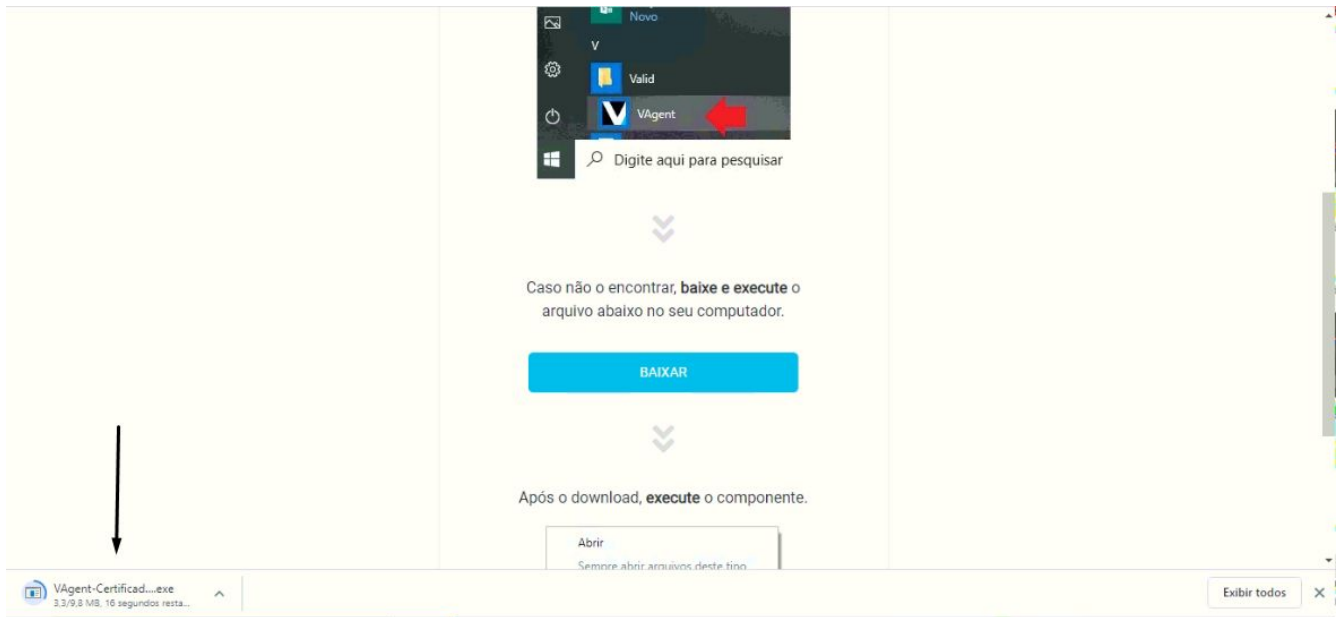 Novo
V
Valid
VAgent
Digite aqui para pesquisar
Caso não o encontrar, baixe e execute o
arquivo abaixo no seu computador.
BAIXAR
Após o download, execute o componente.
Abrir
Sempre abrir arquivos deste tipo
VAgent-Certificad....exe
3,3/9,8 MB, 16 segundos resta...
Exibir todos